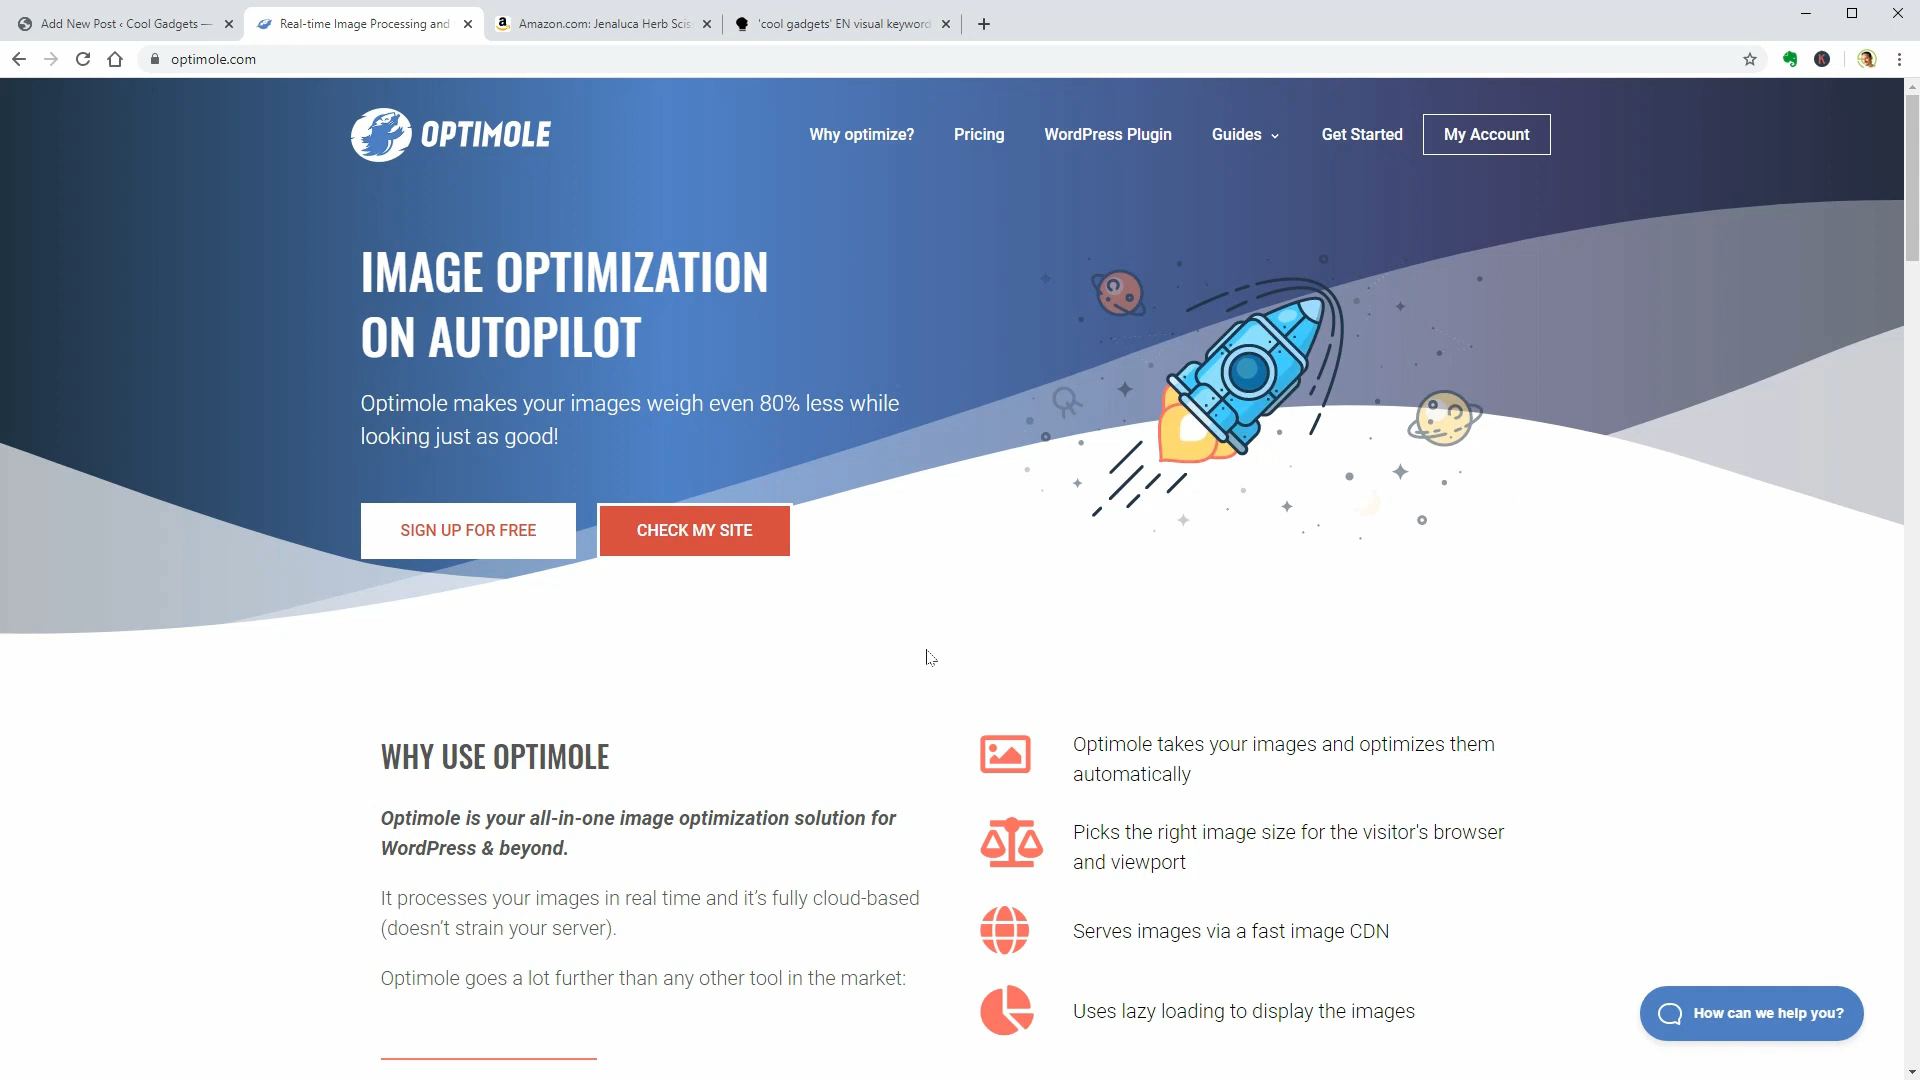 Add New Post ‹ Cool Gadgets —
Real-time Image Processing and
Amazon.com: Jenaluca Herb Scis
'cool gadgets' EN visual keyword
optimole.com
OPTIMOLE
Why optimize?
Pricing
WordPress Plugin
Guides
Get Started
My Account
IMAGE OPTIMIZATION
ON AUTOPILOT
Optimole makes your images weigh even 80% less while
looking just as good!
SIGN UP FOR FREE
CHECK MY SITE
WHY USE OPTIMOLE
Optimole is your all-in-one image optimization solution for
WordPress & beyond.
It processes your images in real time and it's fully cloud-based
(doesn't strain your server).
Optimole goes a lot further than any other tool in the market:
Optimole takes your images and optimizes them
automatically
Picks the right image size for the visitor's browser
and viewport
Serves images via a fast image CDN
Uses lazy loading to display the images
How can we help you?